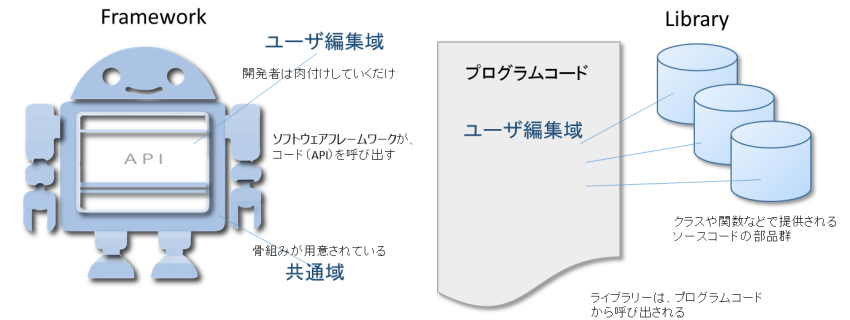 Framework
ユーザ編集域
開発者は肉付けしていくだけ
ソフトウェアフレームワークが、
コード(API)を呼び出す
API
骨組みが用意されている
共通域
Library
プログラムコード
ユーザ編集域
クラスや関数などで提供される
ソースコードの部品群
ライブラリーは、プログラムコード
から呼び出される